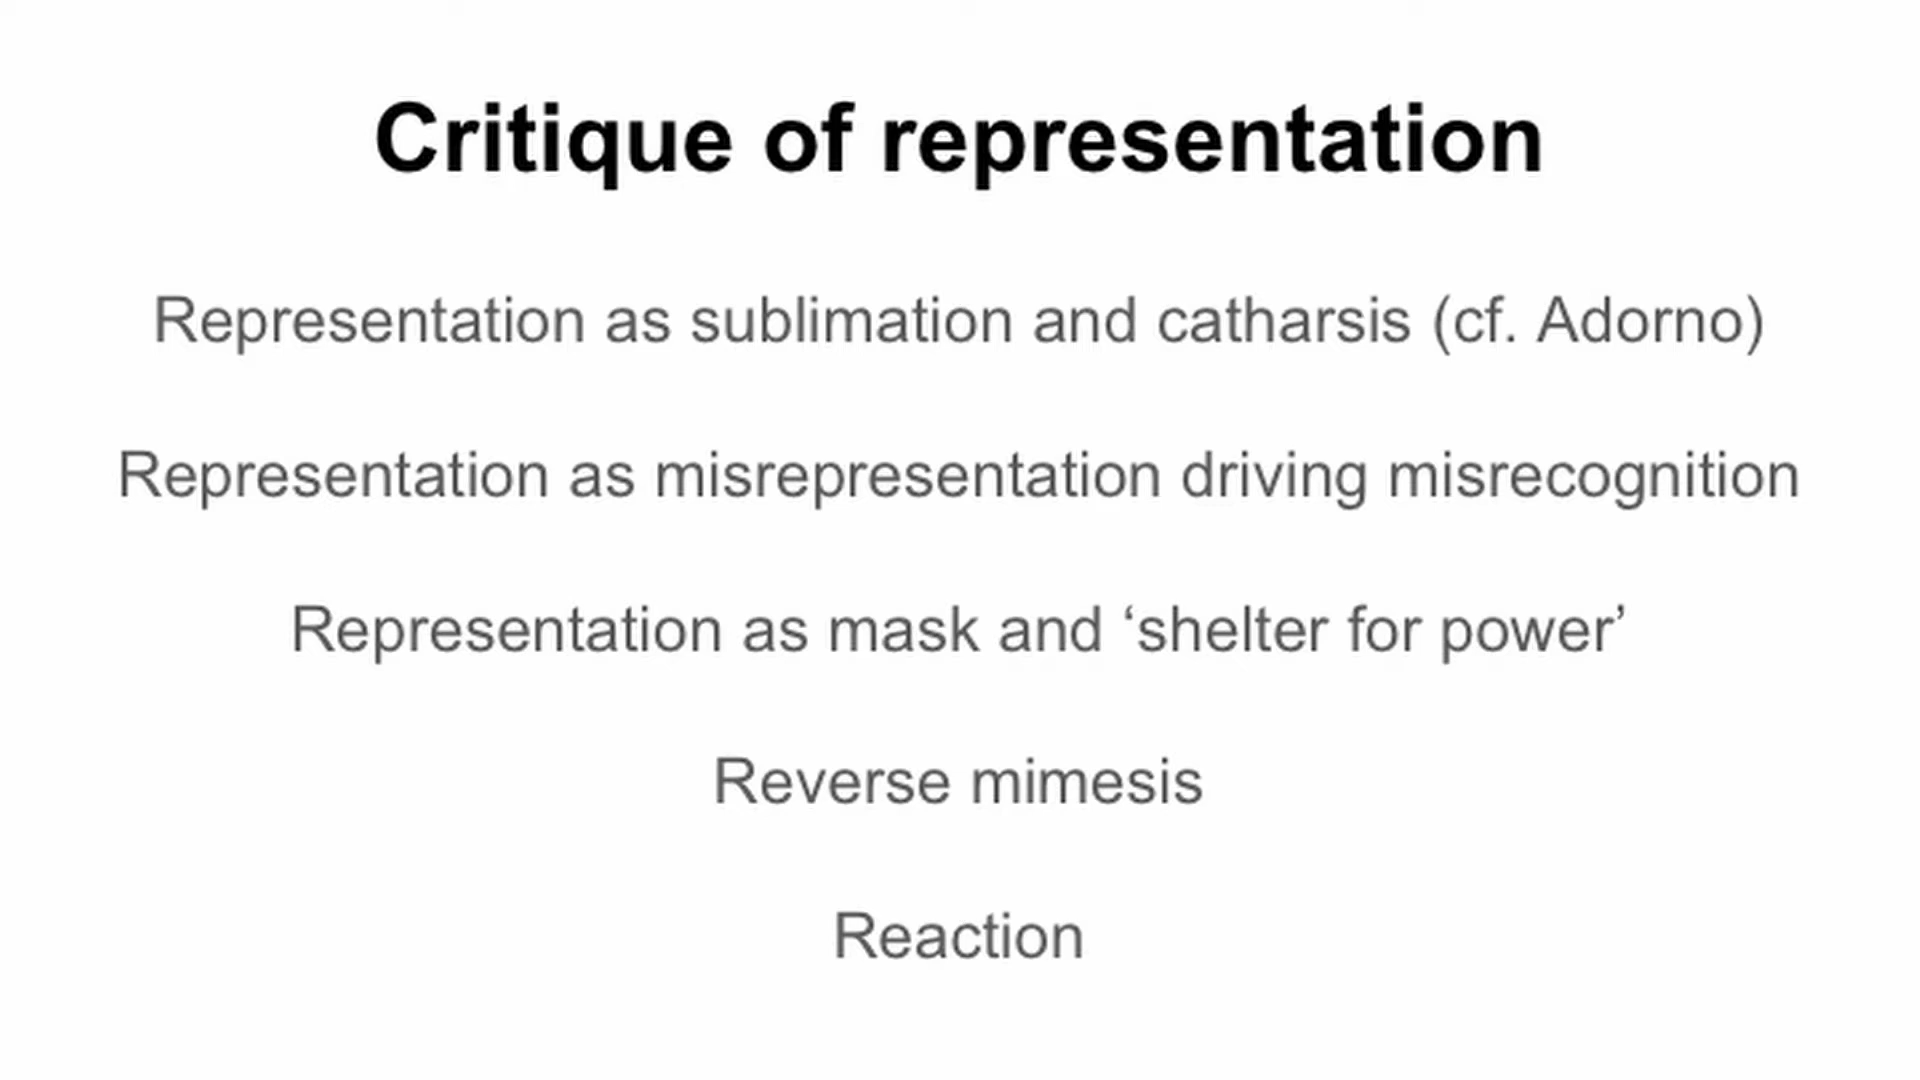 Critique of representation
Representation as sublimation and catharsis (cf. Adorno)
Representation as misrepresentation driving misrecognition
Representation as mask and ‘shelter for power’
Reverse mimesis
Reaction